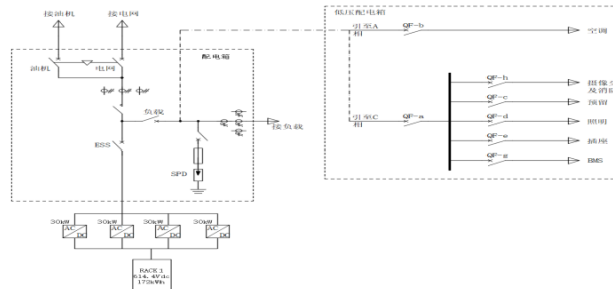 接油机
接电网
油机
电网
配电箱
负载
接负载
ESS
SPD
30kW
30kW
30kW
30kW
AC
DC
AC
DC
AC
DC
AC
DC
RACK 1
614.4Vdc
172kWh
低压配电箱
引至A
相
QF-b
空调
引至C
相
QF-a
QF-h
摄像
及消
QF-c
预留
QF-d
照明
QF-e
插座
QF-g
BMS